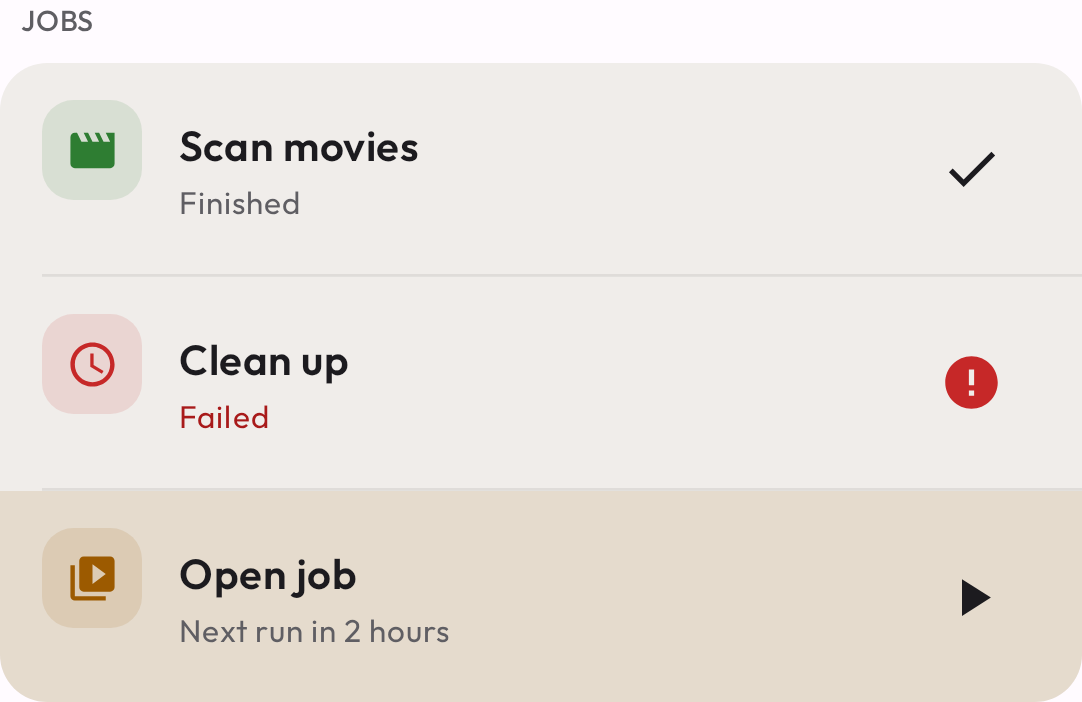 JOBS
Scan movies
Finished
Clean up
Failed
Open job
Next run in 2 hours